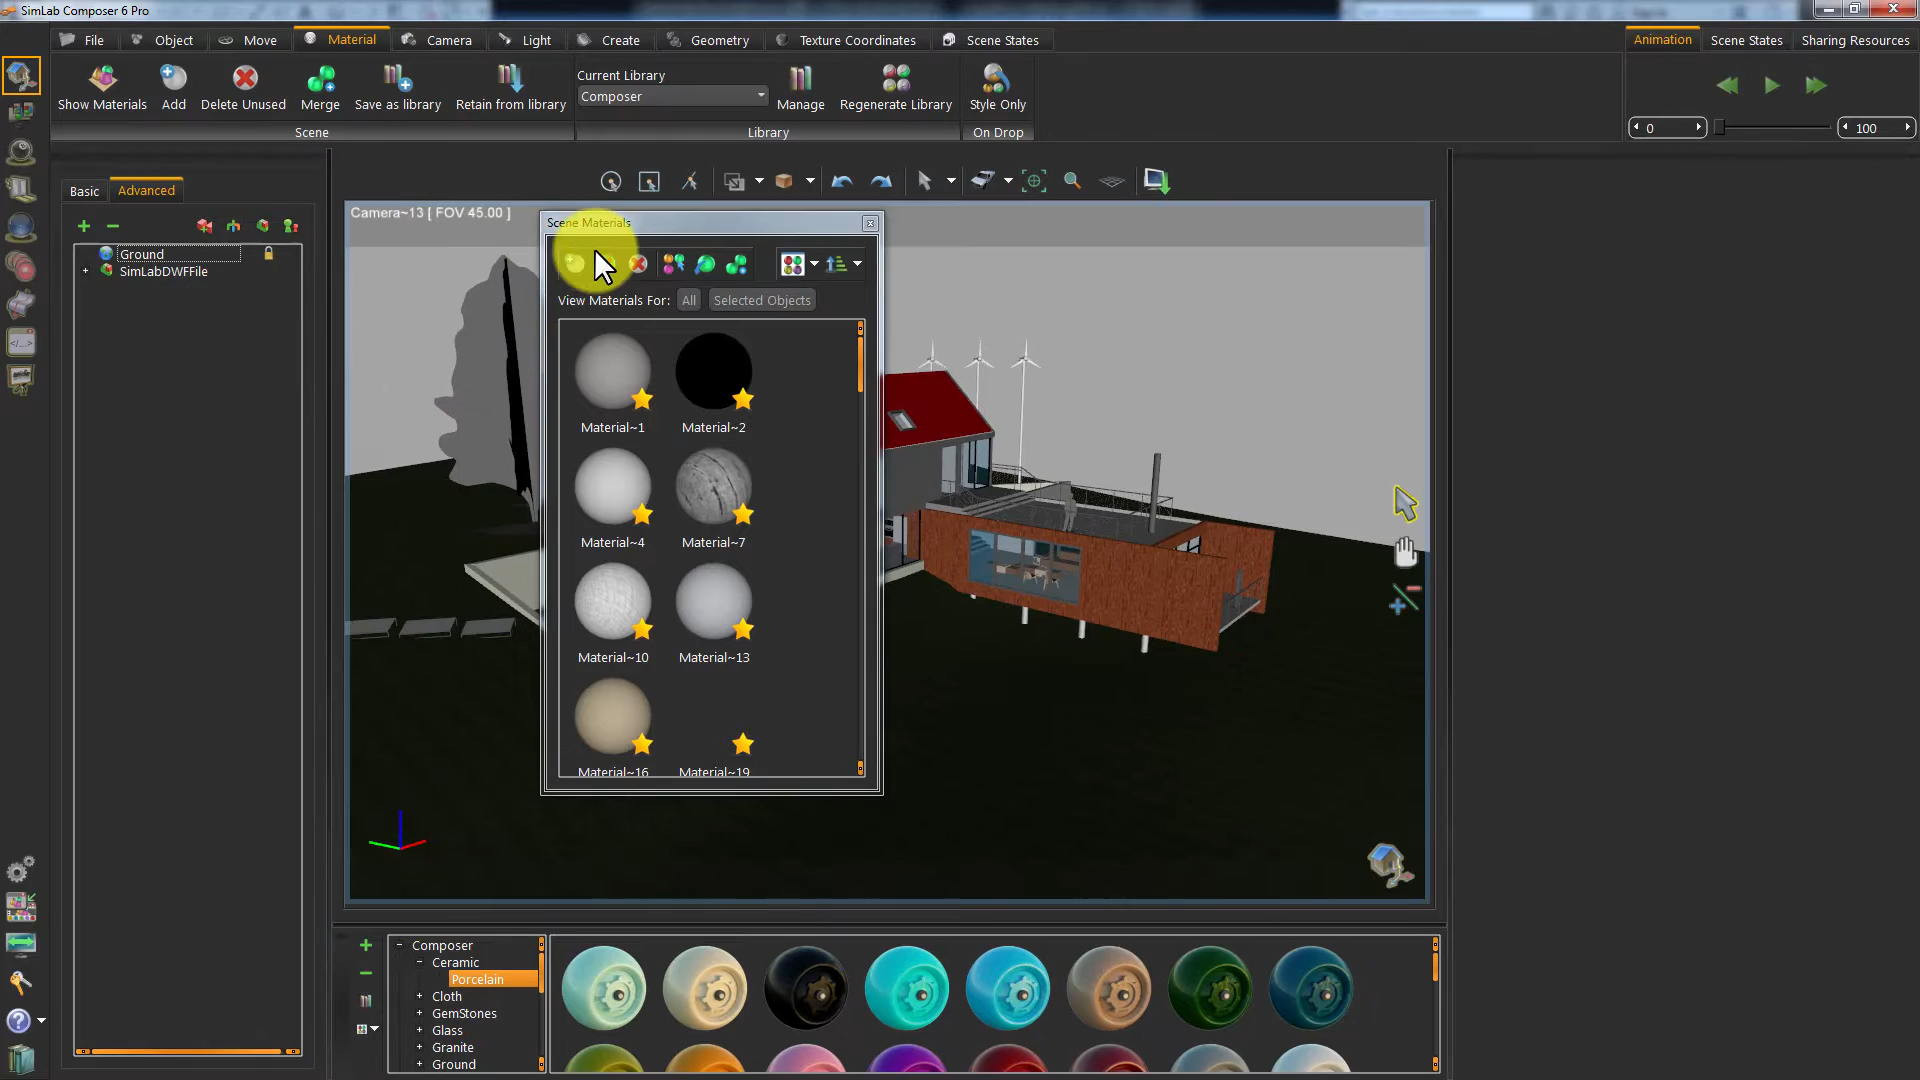 SimLab Composer 6 Pro
File
Object
Move
Material
Camera
Light
Create
Geometry
Texture Coordinates
Scene States
Animation
Scene States
Sharing Resources
Show Materials
Add
Delete Unused
Merge
Save as library
Retain from library
Current Library
Composer
Manage
Regenerate Library
Style Only
Scene
Library
On Drop
0
100
Basic
Advanced
Ground
SimLabDWFFile
Camera~13 [ FOV 45.00 ]
Scene Materials
View Materials For:
All
Selected Objects
Material~1
Material~2
Material~4
Material~7
Material~10
Material~13
Material~16
Material~19
Composer
Ceramic
Porcelain
Cloth
GemStones
Glass
Granite
Ground